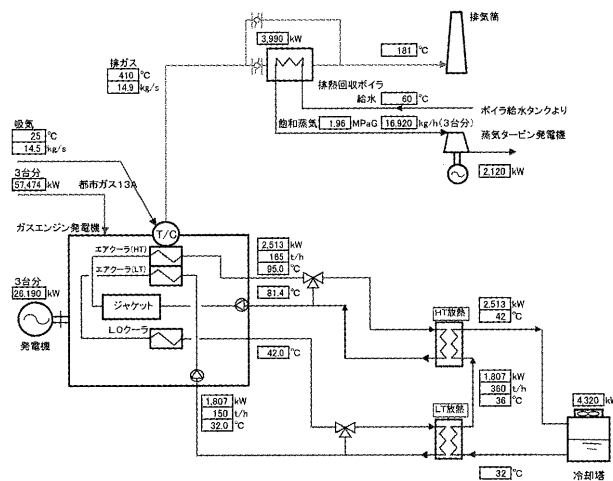 排気筒
3,990 kW
181 ℃
排ガス
410 ℃
14.9 kg/s
排熱回収ボイラ
給水 60 ℃
ボイラ給水タンクより
飽和蒸気 1.96 MPaG 16,920 kg/h(3台分)
蒸気タービン発電機
2,120 kW
吸気
25 ℃
14.5 kg/s
3台分
57,474 kW
都市ガス13A
T/C
ガスエンジン発電機
エアクーラ(HT)
エアクーラ(LT)
2,513 kW
165 t/h
95.0 ℃
81.4 ℃
3台分
26,190 kW
発電機
ジャケット
LOクーラ
42.0 ℃
HT放熱
2,513 kW
42 ℃
1,807 kW
360 t/h
36 ℃
1,807 kW
150 t/h
32.0 ℃
LT放熱
4,320 kW
32 ℃
冷却塔